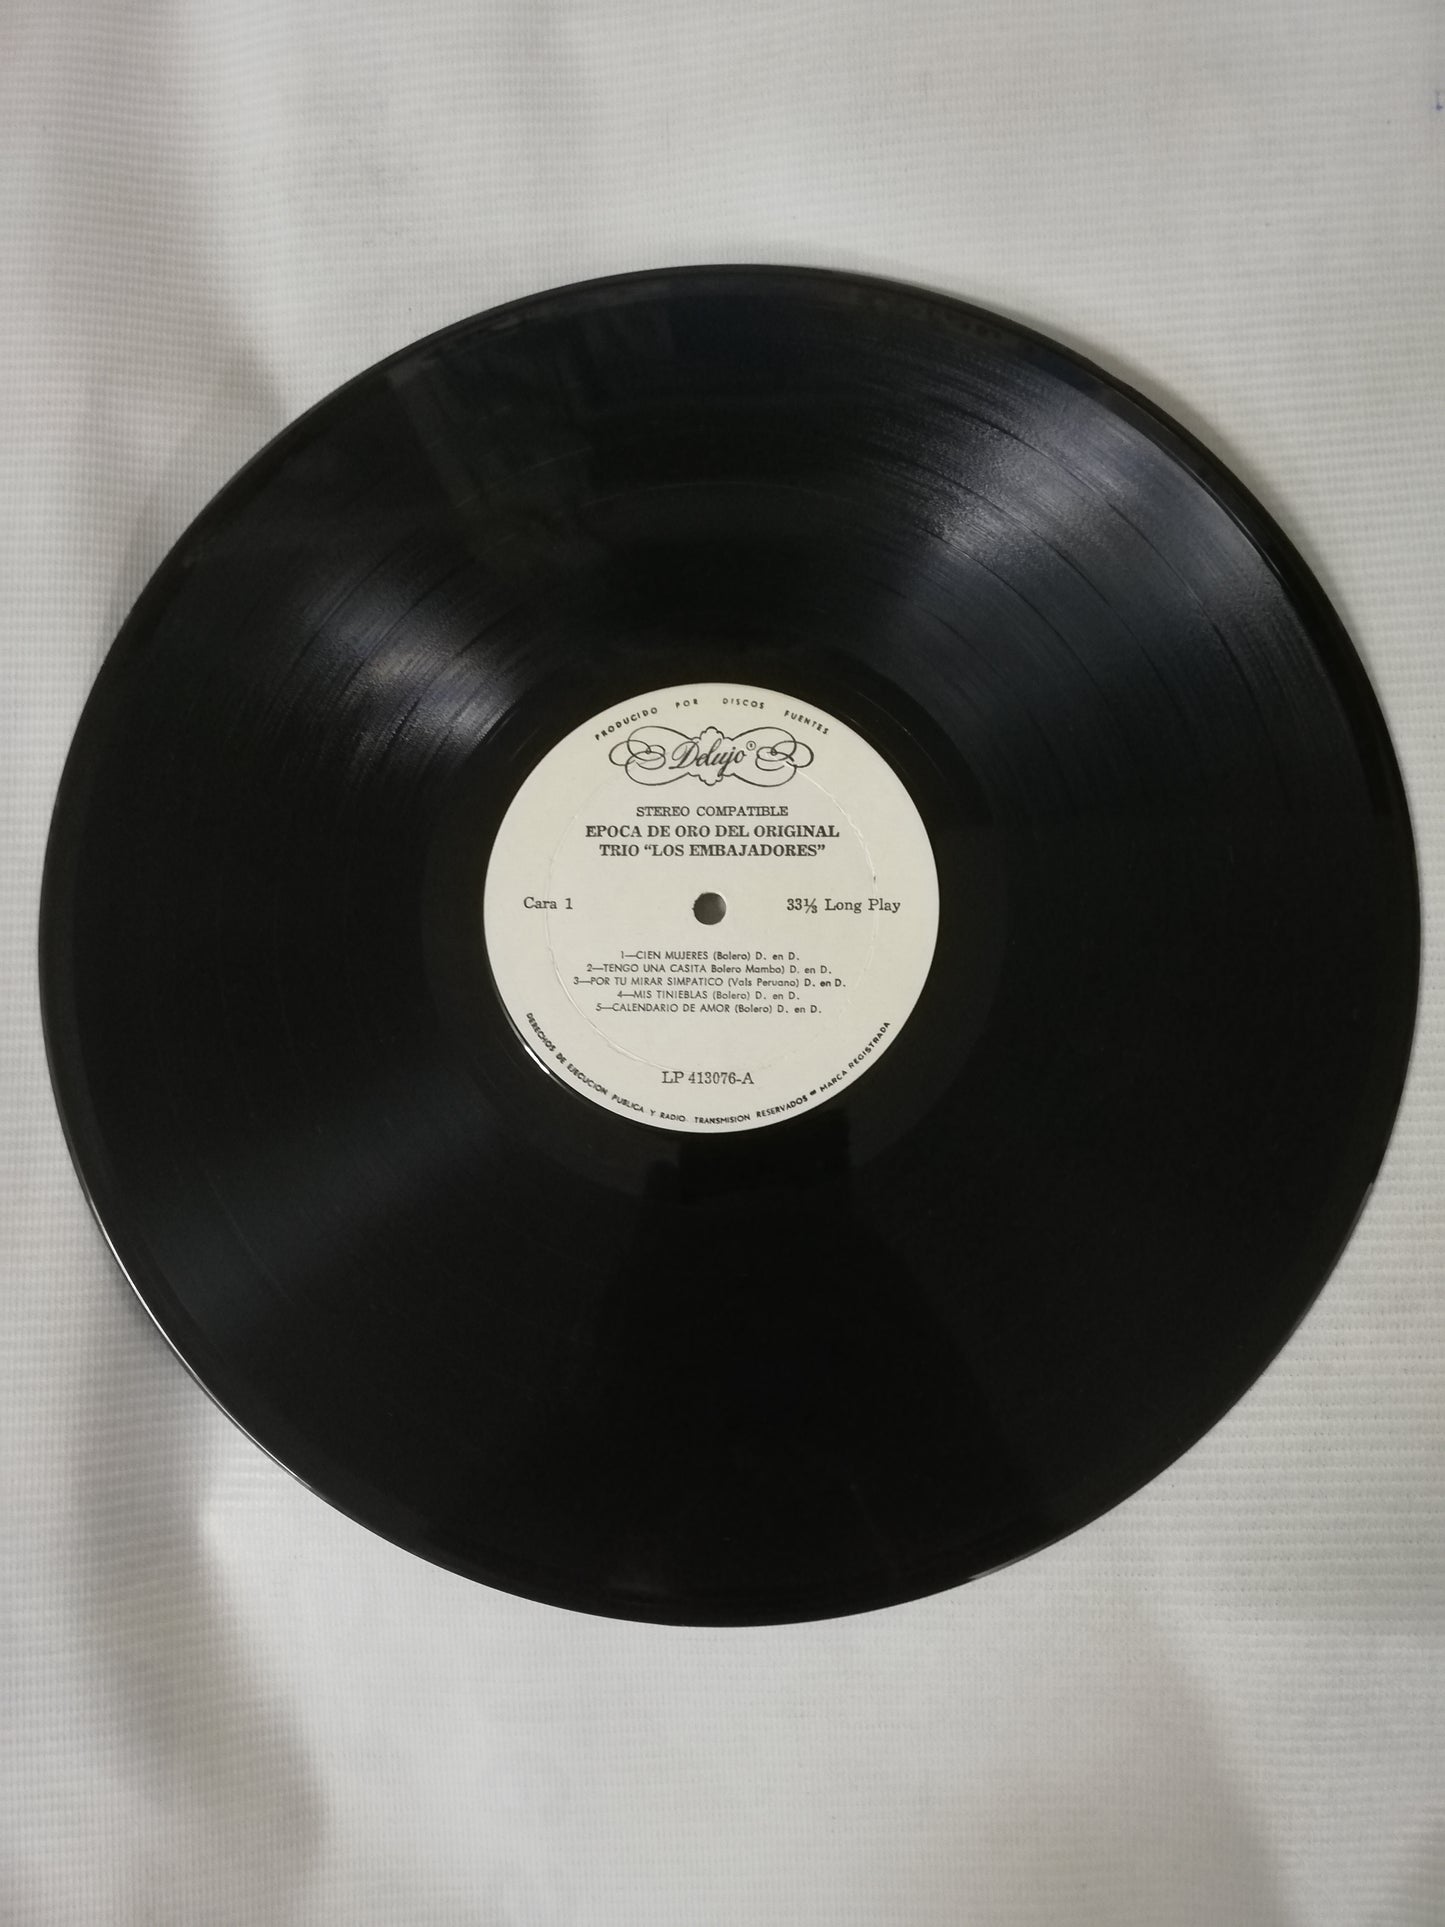 PRODUCIDO POR DISCOS FUENTES
Delujo ®
STEREO COMPATIBLE
EPOCA DE ORO DEL ORIGINAL
TRIO “LOS EMBAJADORES”
Cara 1
33⅓ Long Play
1—CIEN MUJERES (Bolero) D. en D.
2—TENGO UNA CASITA Bolero Mambo) D. en D.
3—POR TU MIRAR SIMPATICO (Vals Peruano) D. en D.
4—MIS TINIEBLAS (Bolero) D. en D.
5—CALENDARIO DE AMOR (Bolero) D. en D.
LP 413076-A
DERECHOS DE EJECUCION PUBLICA Y RADIO TRANSMISION RESERVADOS = MARCA REGISTRADA